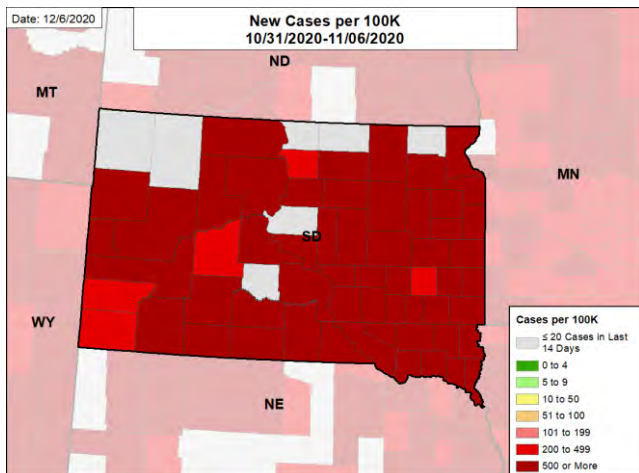 Date: 12/6/2020
New Cases per 100K
10/31/2020-11/06/2020
ND
MT
MN
SD
WY
NE
Cases per 100K
≤ 20 Cases in Last
14 Days
0 to 4
5 to 9
10 to 50
51 to 100
101 to 199
200 to 499
500 or More